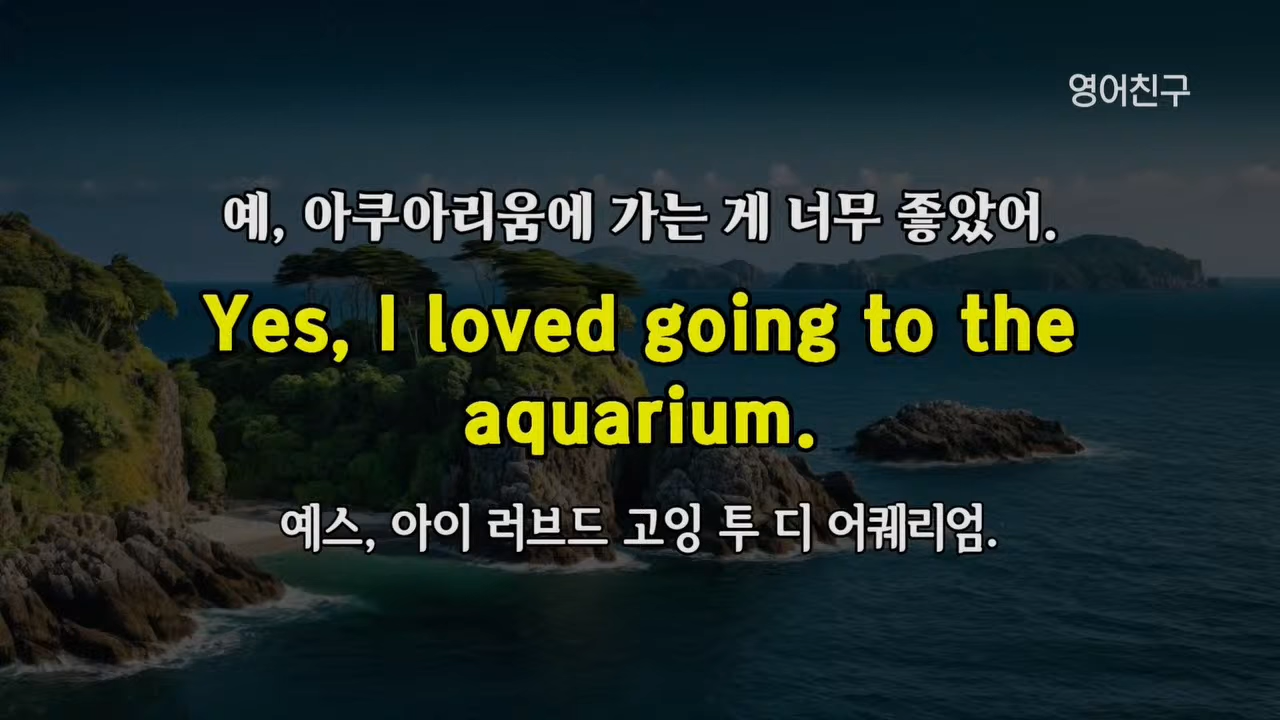 영어친구
예, 아쿠아리움에 가는 게 너무 좋았어.
Yes, I loved going to the
aquarium.
예스, 아이 러브드 고잉 투 디 어퀘리엄.